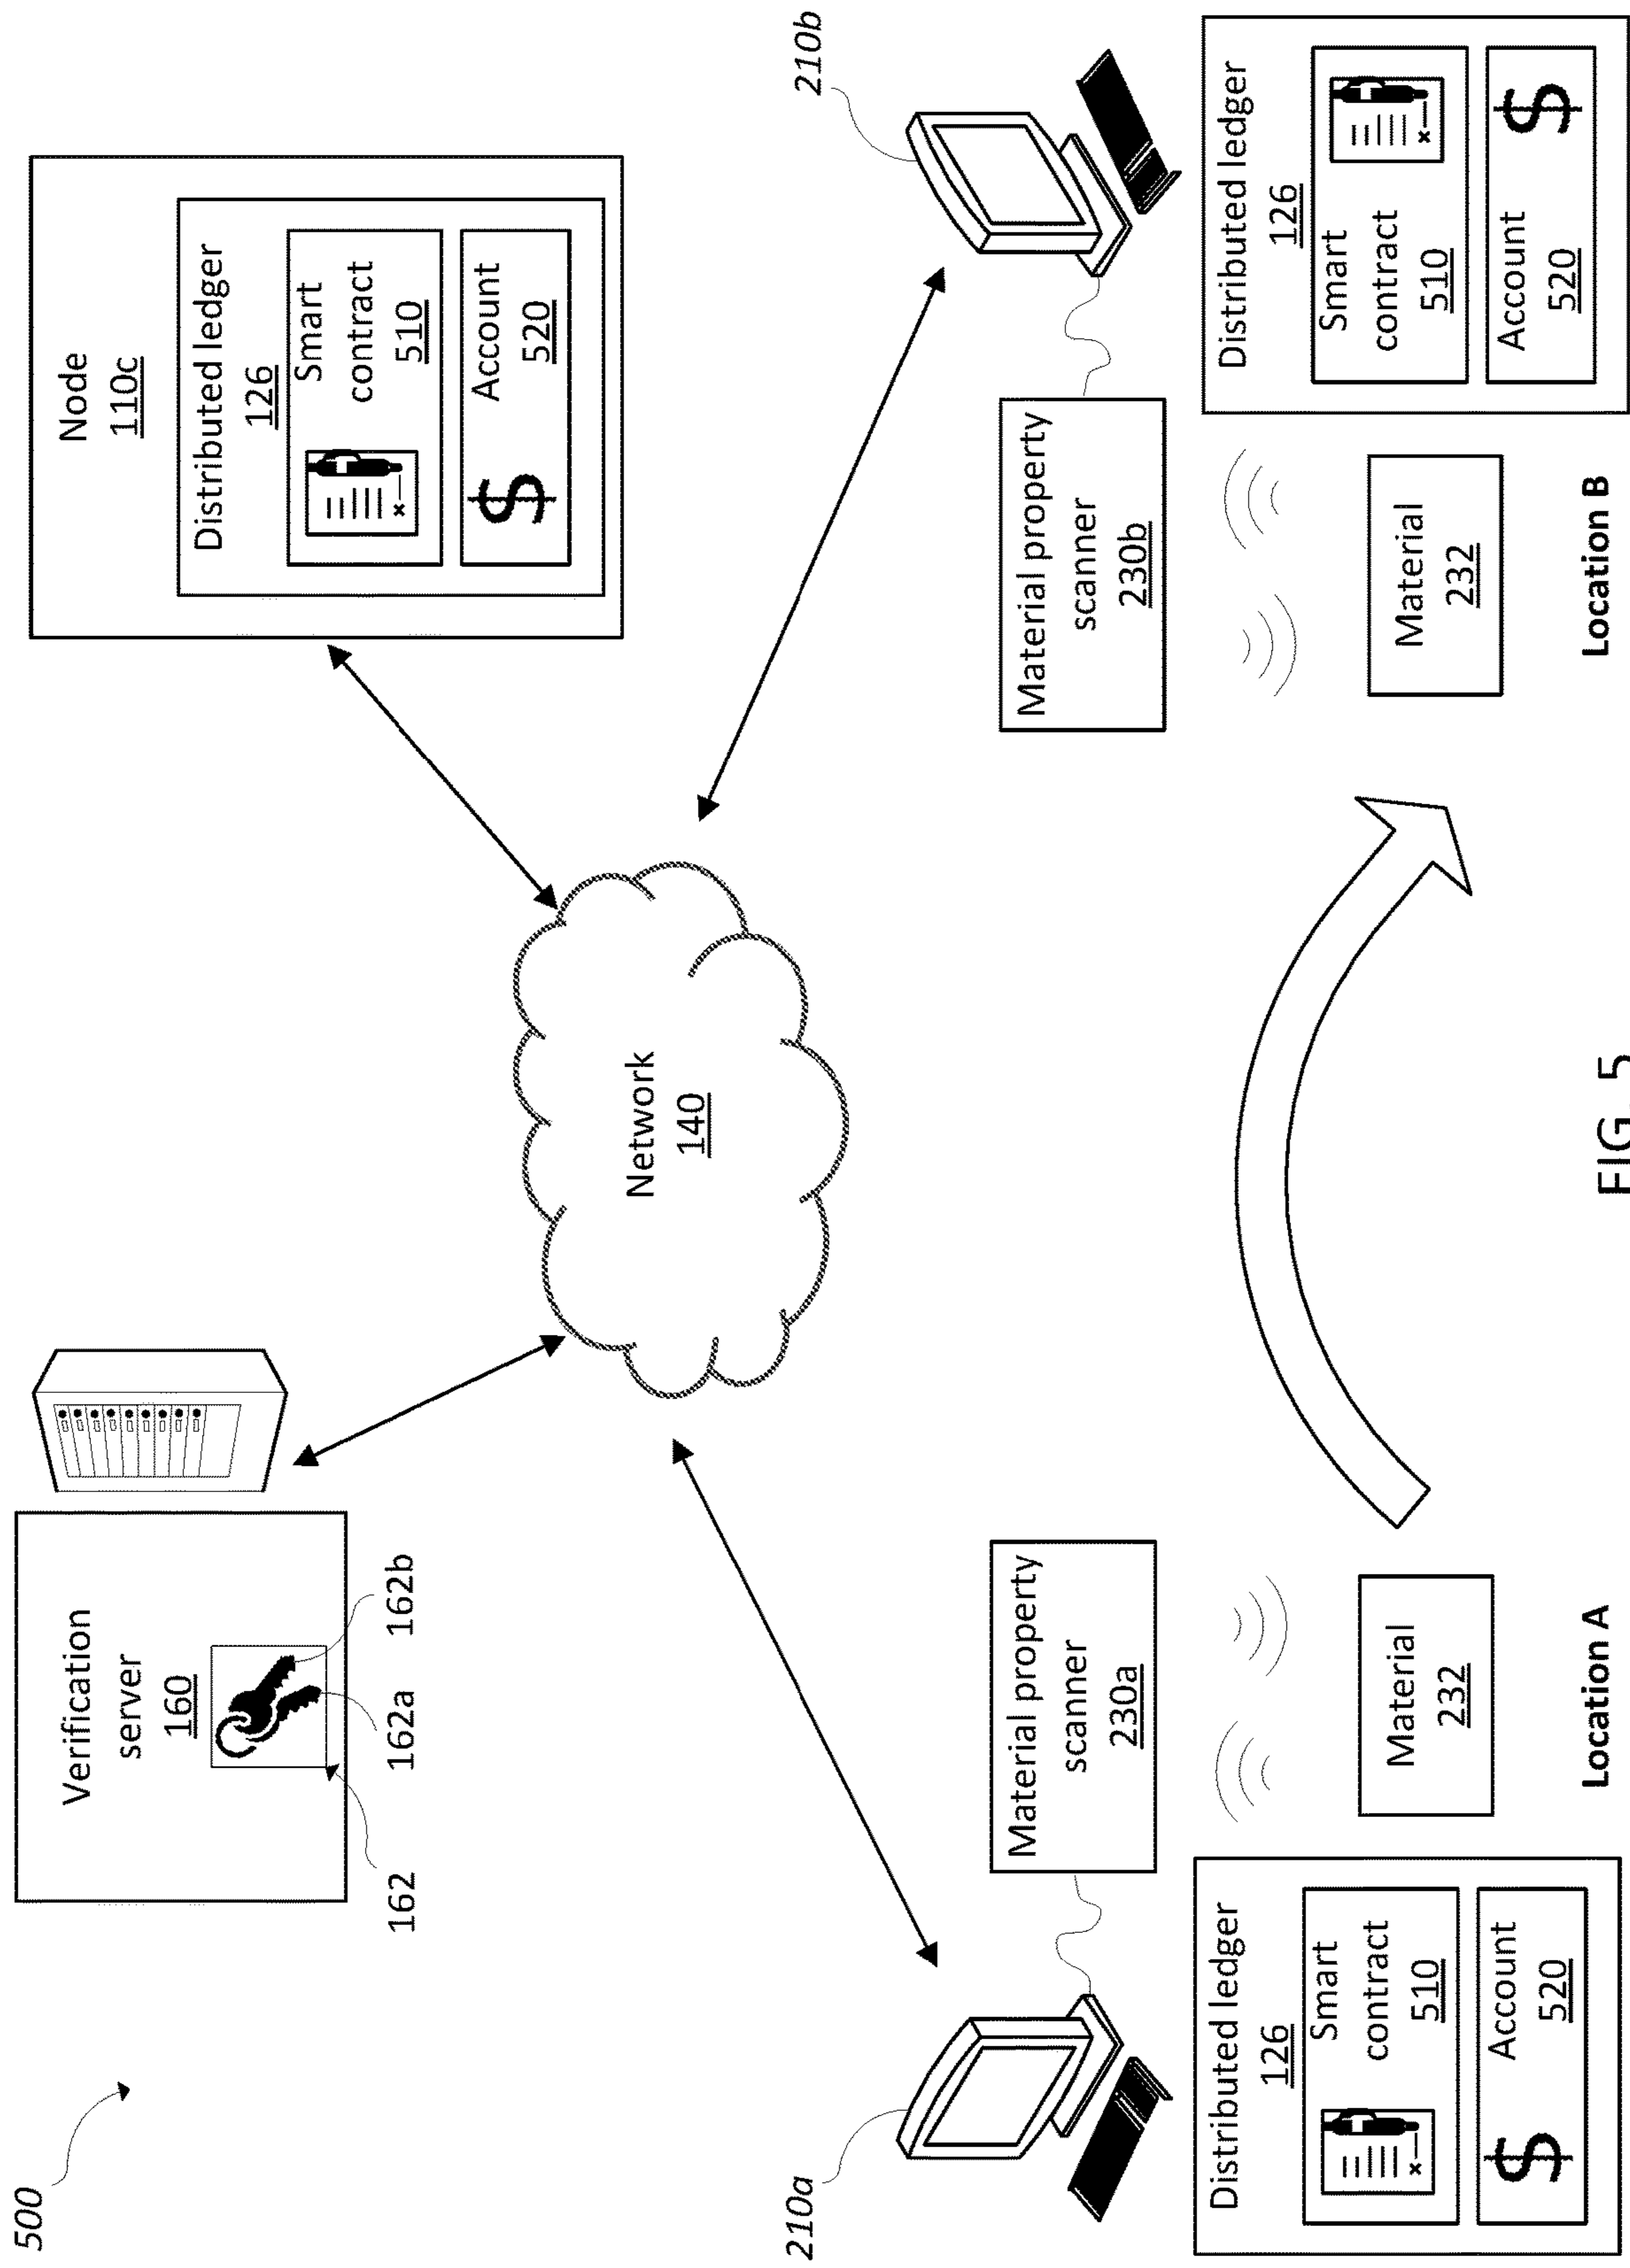 500
Verification
server
160
162
162a
162b
Node
110c
Distributed ledger
126
Smart
contract
510
Account
520
$
Network
140
210a
210b
Material property
scanner
230a
Material property
scanner
230b
Distributed ledger
126
Smart
contract
510
Account
520
$
Material
232
Location A
Material
232
Location B
Distributed ledger
126
Smart
contract
510
Account
520
$
FIG. 5